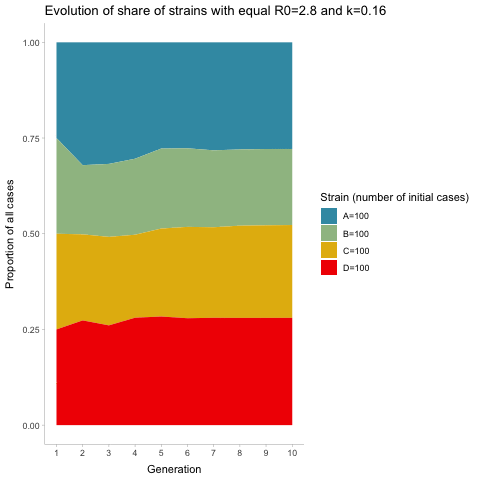 Evolution of share of strains with equal R0=2.8 and k=0.16
1.00
0.75
0.50
0.25
0.00
Proportion of all cases
1 2 3 4 5 6 7 8 9 10
Generation
Strain (number of initial cases)
A=100
B=100
C=100
D=100